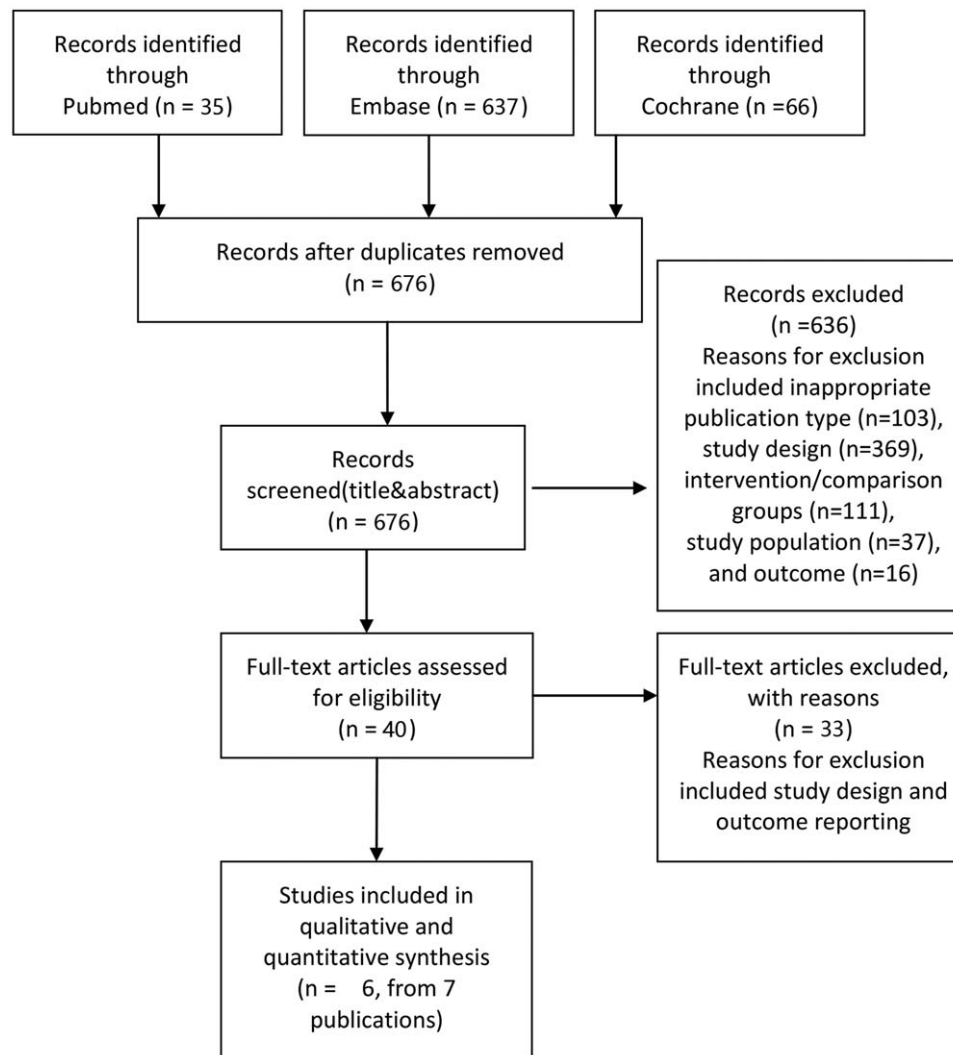 Records identified
through
Pubmed (n = 35)
Records identified
through
Embase (n = 637)
Records identified
through
Cochrane (n =66)
Records after duplicates removed
(n = 676)
Records excluded
(n =636)
Reasons for exclusion
included inappropriate
publication type (n=103),
study design (n=369),
intervention/comparison
groups (n=111),
study population (n=37),
and outcome (n=16)
Records
screened(title&abstract)
(n = 676)
Full-text articles assessed
for eligibility
(n = 40)
Full-text articles excluded,
with reasons
(n = 33)
Reasons for exclusion
included study design and
outcome reporting
Studies included in
qualitative and
quantitative synthesis
(n = 6, from 7
publications)